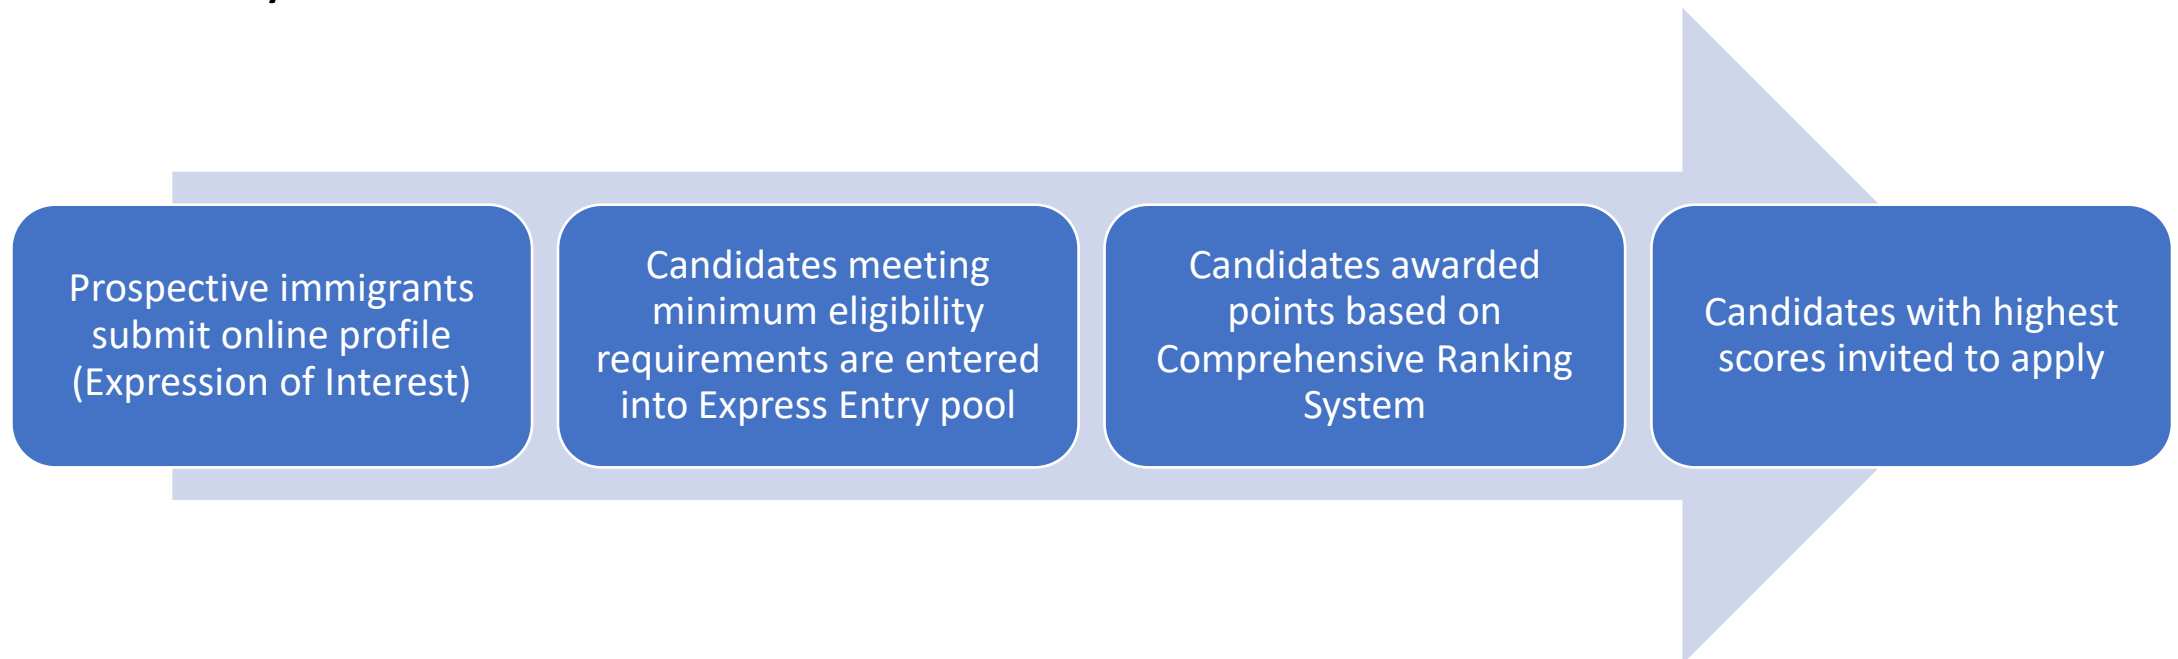 Prospective immigrants
submit online profile
(Expression of Interest)
Candidates meeting
minimum eligibility
requirements are entered
into Express Entry pool
Candidates awarded
points based on
Comprehensive Ranking
System
Candidates with highest
scores invited to apply